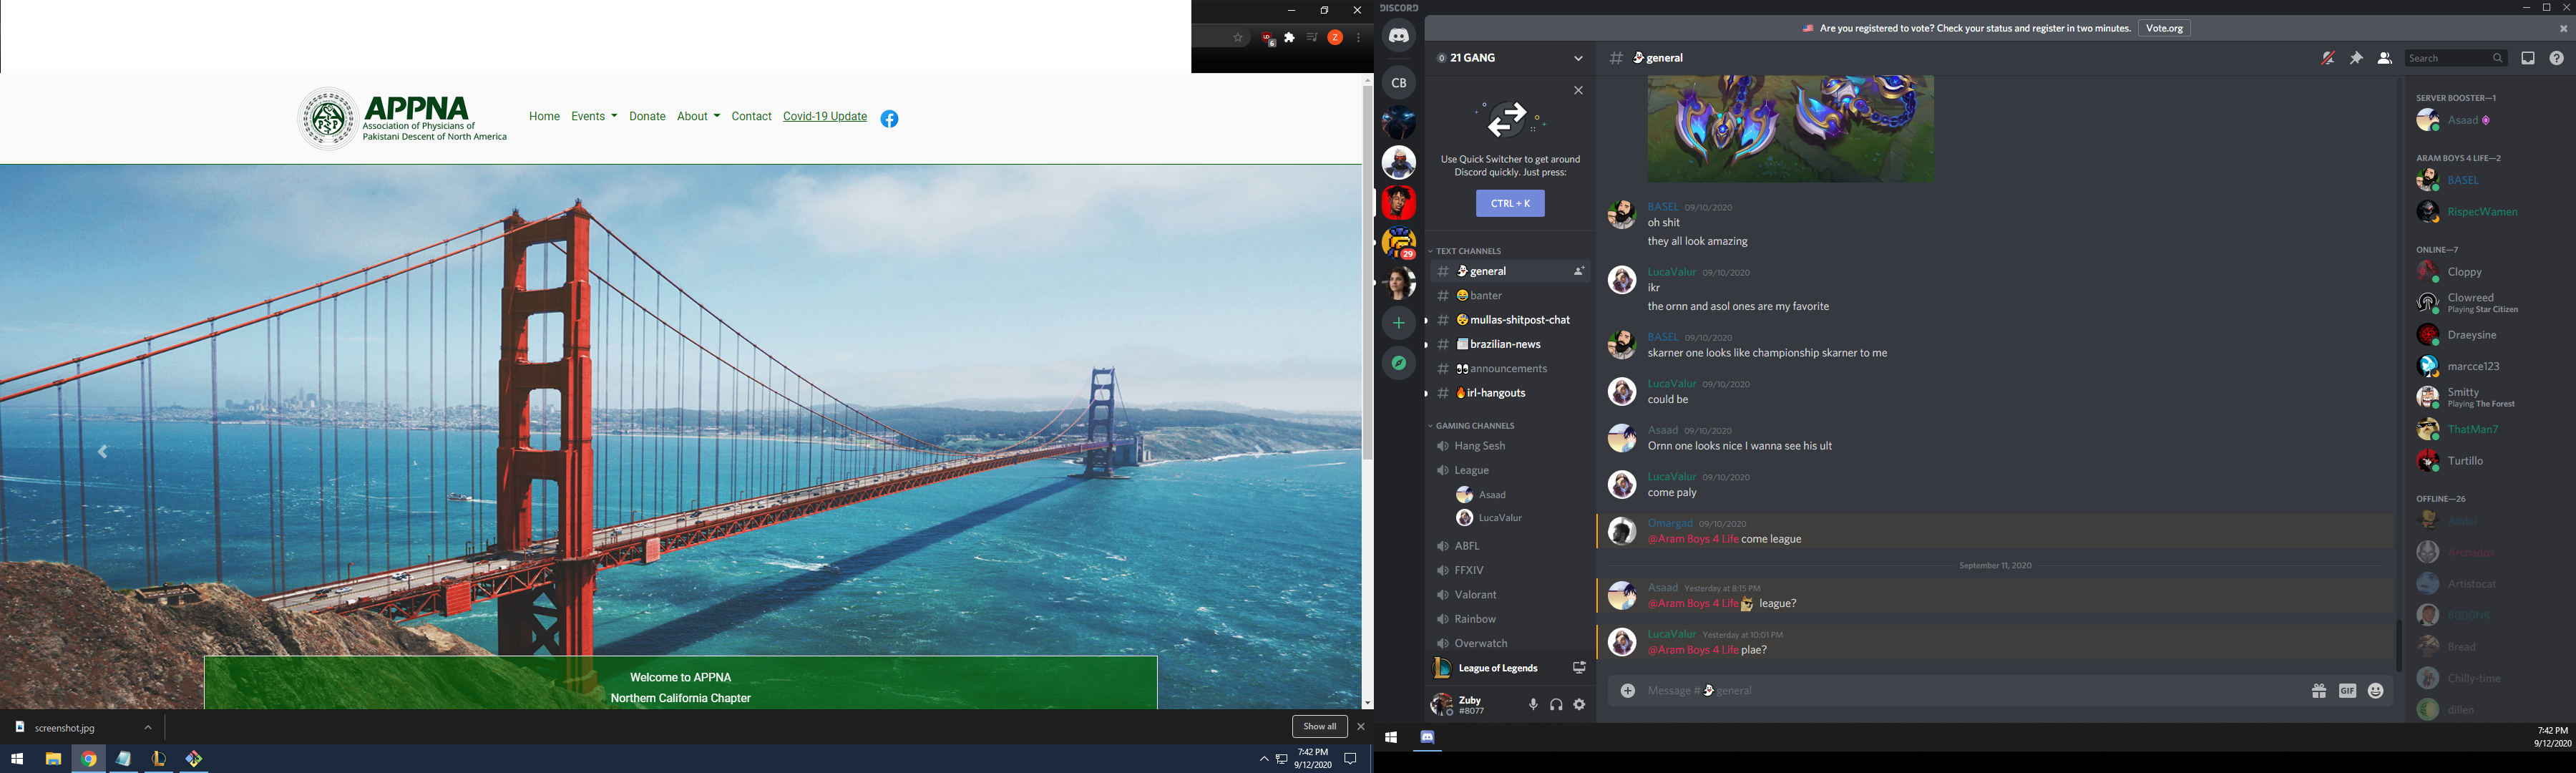 APPNA
Association of Physicians of
Pakistani Descent of North America
Home
Events
Donate
About
Contact
Covid-19 Update
Welcome to APPNA
Northern California Chapter
screenshot.jpg
Show all
7:42 PM
9/12/2020
DISCORD
Are you registered to vote? Check your status and register in two minutes.
Vote.org
21 GANG
Use Quick Switcher to get around
Discord quickly. Just press:
CTRL + K
TEXT CHANNELS
general
banter
mullas-shitpost-chat
brazilian-news
announcements
irl-hangouts
GAMING CHANNELS
Hang Sesh
League
Asaad
LucaValur
ABFL
FFXIV
Valorant
Rainbow
Overwatch
League of Legends
Zuby
#8077
CB
29
# general
Search
BASEL 09/10/2020
oh shit
they all look amazing
LucaValur 09/10/2020
ikr
the ornn and asol ones are my favorite
BASEL 09/10/2020
skarner one looks like championship skarner to me
LucaValur 09/10/2020
could be
Asaad 09/10/2020
Ornn one looks nice I wanna see his ult
LucaValur 09/10/2020
come paly
Omargad 09/10/2020
@Aram Boys 4 Life come league
September 11, 2020
Asaad Yesterday at 8:15 PM
@Aram Boys 4 Life league?
LucaValur Yesterday at 10:01 PM
@Aram Boys 4 Life plae?
Message # general
GIF
SERVER BOOSTER—1
Asaad
ARAM BOYS 4 LIFE—2
BASEL
RispecWamen
ONLINE—7
Cloppy
Clowreed
Playing Star Citizen
Draeysine
marcce123
Smitty
Playing The Forest
ThatMan7
Turtillo
OFFLINE—26
Abdul
Archadox
Artistocat
Bread
Chilly-time
dillen
7:42 PM
9/12/2020